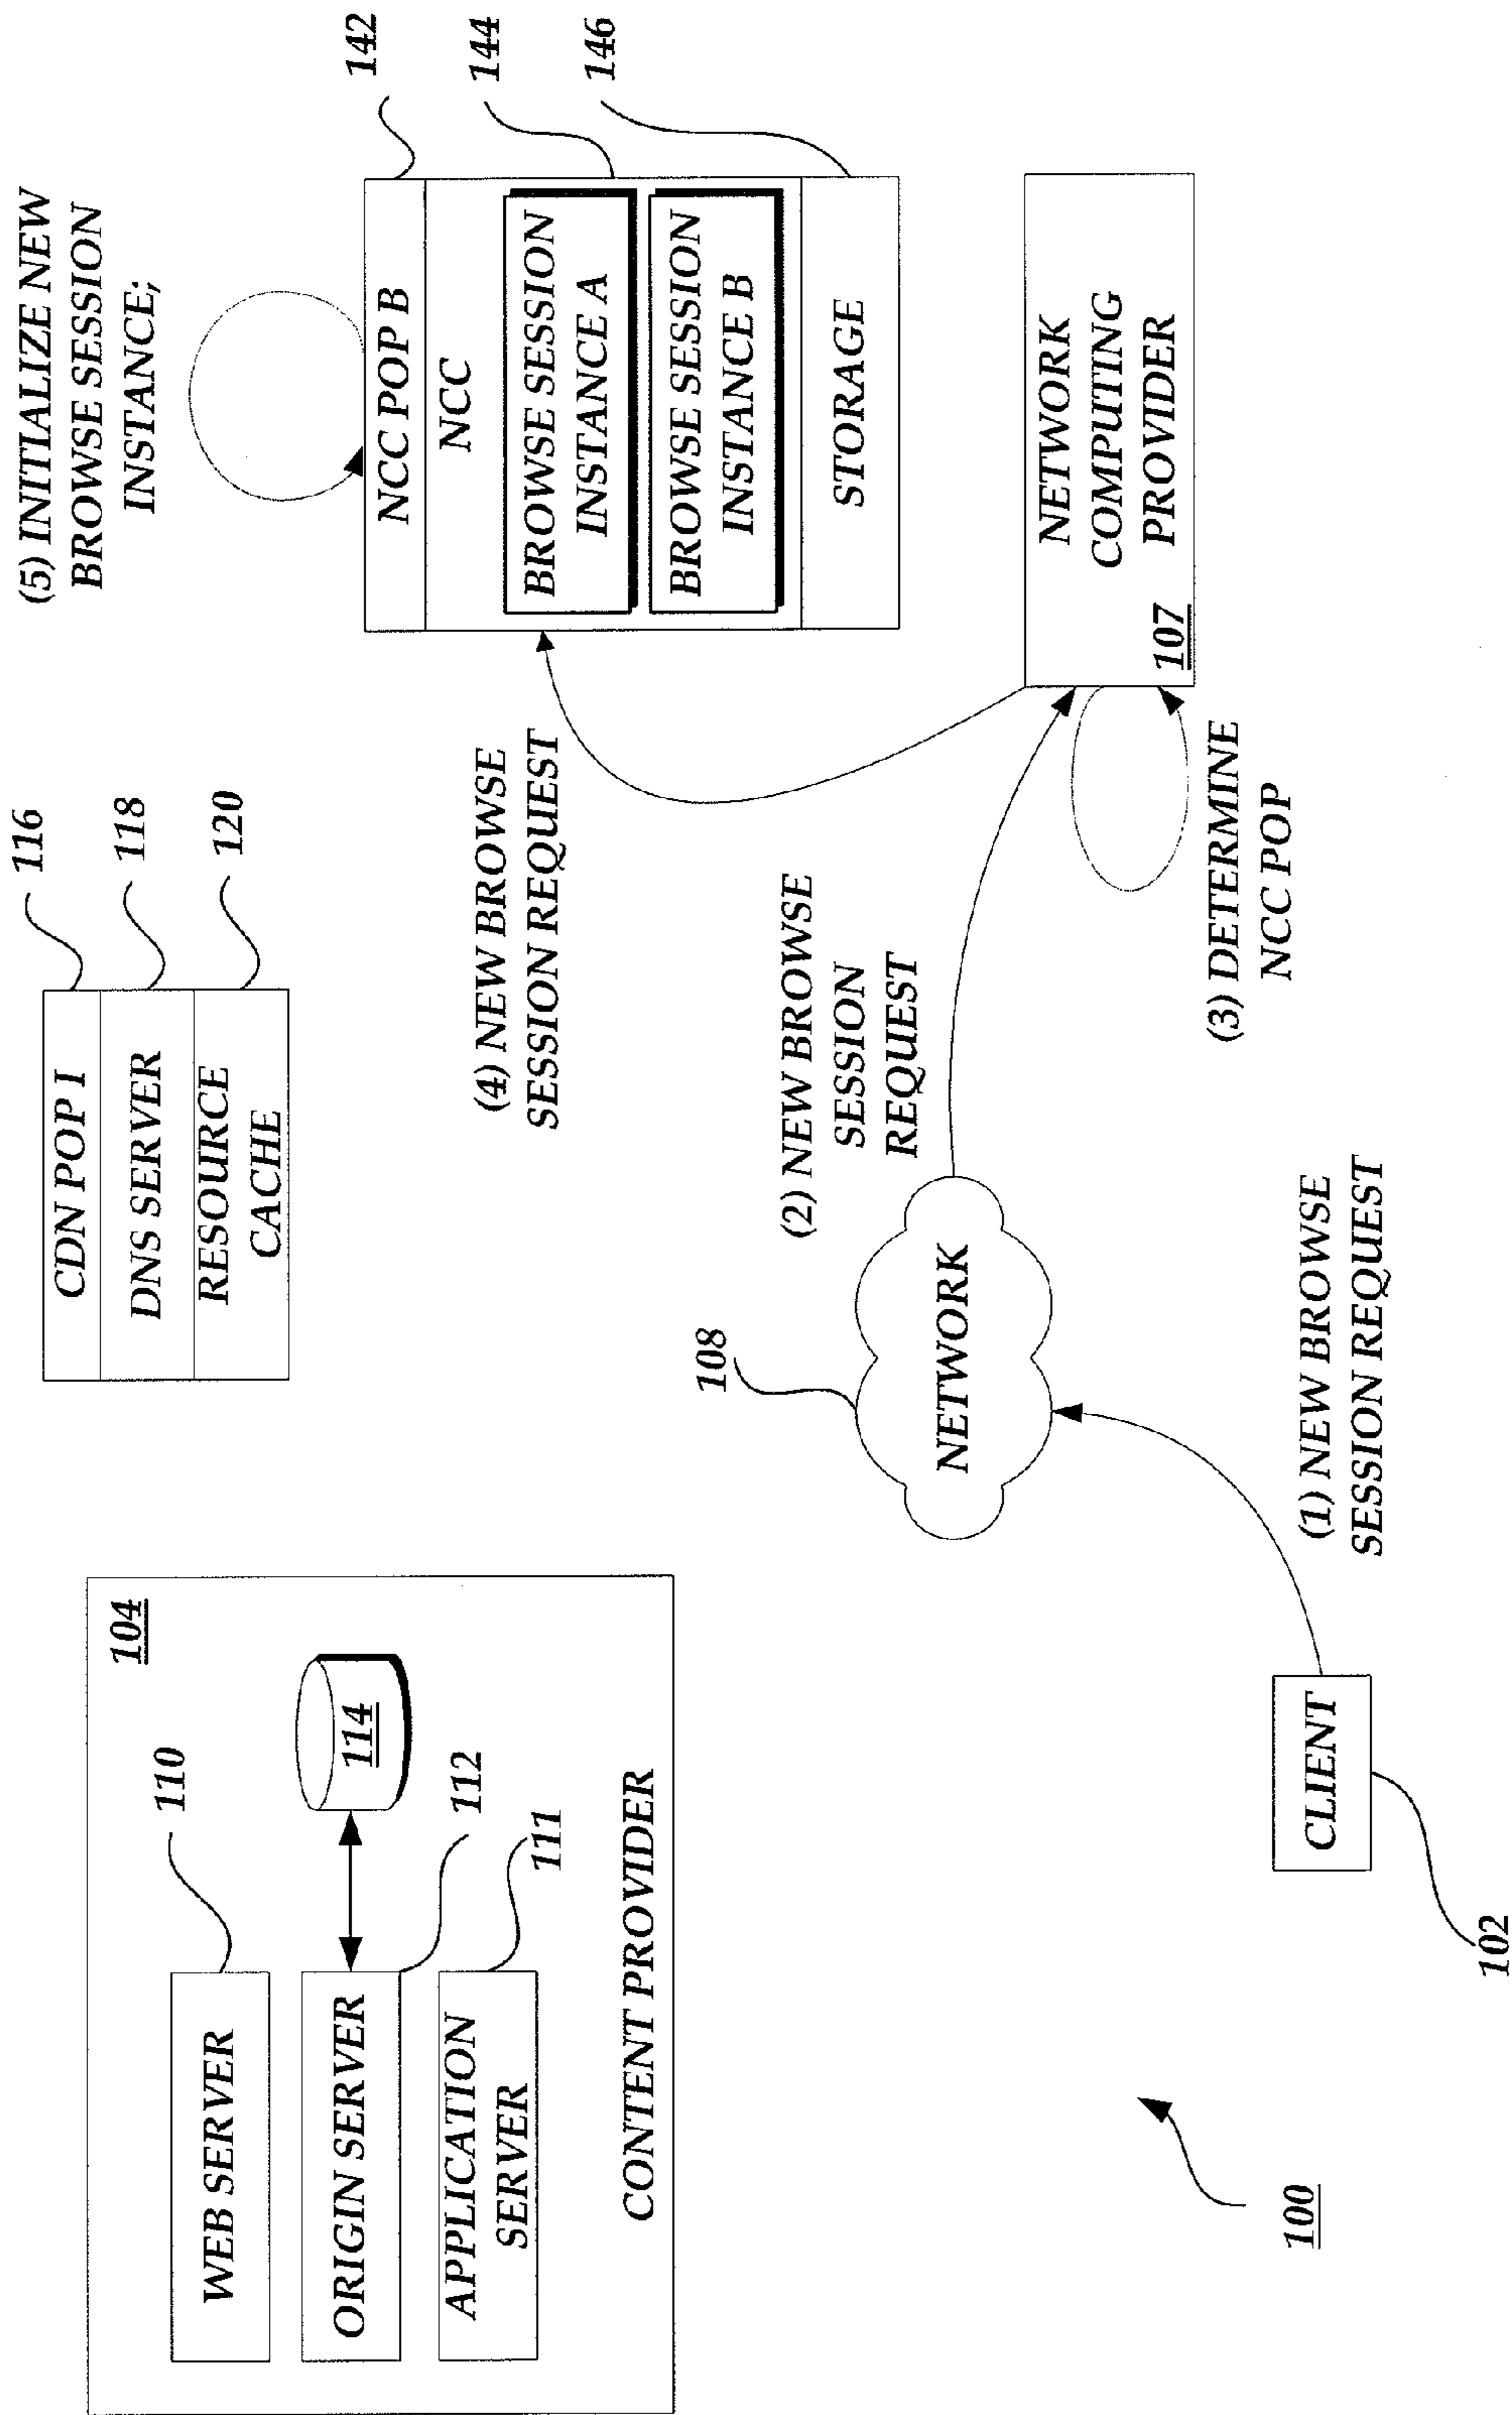 104
WEB SERVER
110
ORIGIN SERVER
114
112
APPLICATION
SERVER
111
CONTENT PROVIDER
CDN POP I
116
DNS SERVER
118
RESOURCE
CACHE
120
(5) INITIALIZE NEW
BROWSE SESSION
INSTANCE;
NCC POP B
142
NCC
BROWSE SESSION
INSTANCE A
144
BROWSE SESSION
INSTANCE B
STORAGE
146
(4) NEW BROWSE
SESSION REQUEST
108
NETWORK
(2) NEW BROWSE
SESSION
REQUEST
NETWORK
COMPUTING
PROVIDER
107
(3) DETERMINE
NCC POP
(1) NEW BROWSE
SESSION REQUEST
CLIENT
102
100